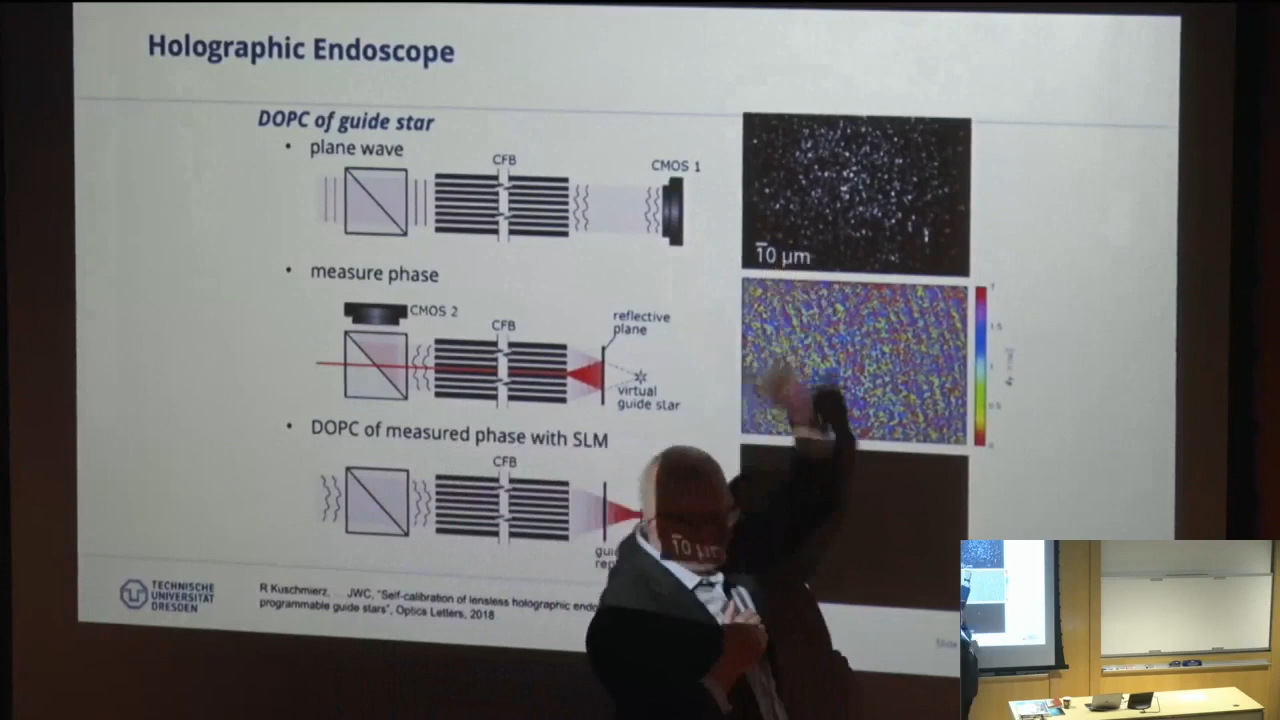 Holographic Endoscope
DOPC of guide star
• plane wave
CFB
CMOS 1
10 µm
• measure phase
CMOS 2
CFB
reflective
plane
virtual
guide star
• DOPC of measured phase with SLM
CFB
10 µm
TECHNISCHE
UNIVERSITÄT
DRESDEN
R Kuschmierz, ... JWC, "Self-calibration of lensless holographic
programmable guide stars", Optics Letters, 2018
Slide